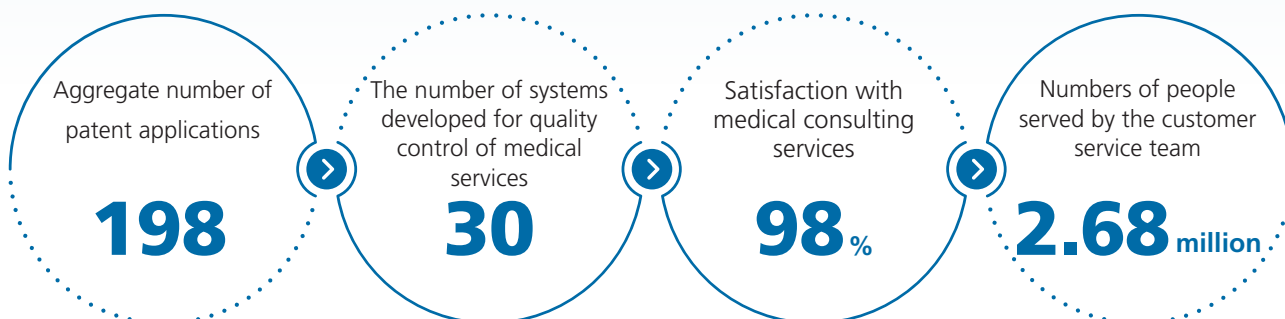 Aggregate number of
patent applications
198
The number of systems
developed for quality
control of medical
services
30
Satisfaction with
medical consulting
services
98 %
Numbers of people
served by the customer
service team
2.68 million